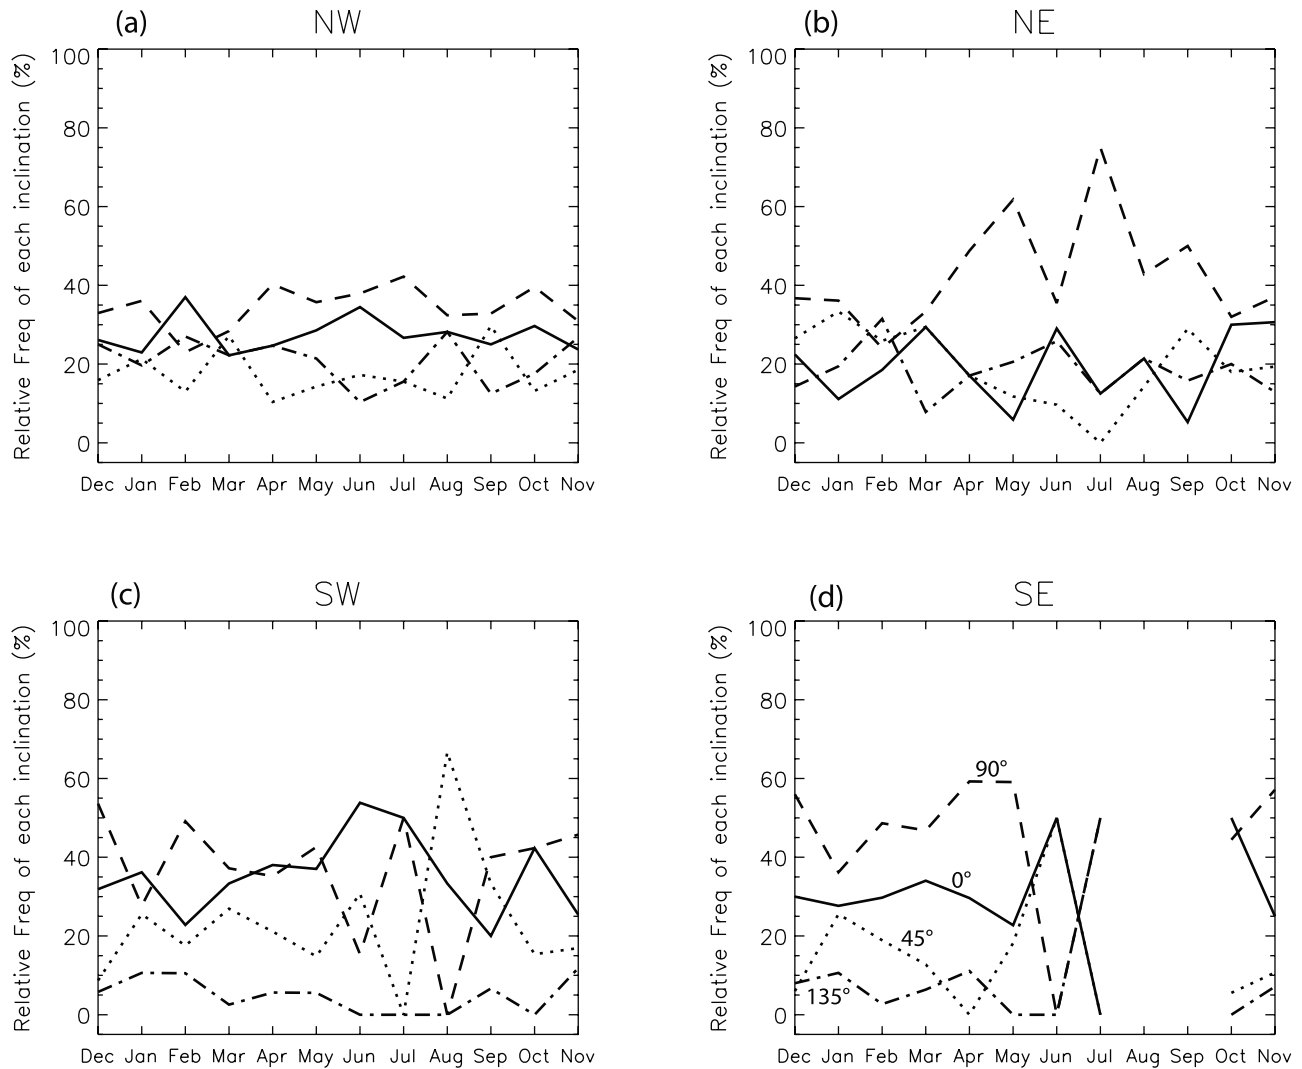 (a) NW
Relative Freq of each inclination (%)
100
80
60
40
20
0
Dec Jan Feb Mar Apr May Jun Jul Aug Sep Oct Nov
(b) NE
Relative Freq of each inclination (%)
100
80
60
40
20
0
Dec Jan Feb Mar Apr May Jun Jul Aug Sep Oct Nov
(c) SW
Relative Freq of each inclination (%)
100
80
60
40
20
0
Dec Jan Feb Mar Apr May Jun Jul Aug Sep Oct Nov
(d) SE
Relative Freq of each inclination (%)
100
80
60
40
20
0
90°
0°
45°
135°
Dec Jan Feb Mar Apr May Jun Jul Aug Sep Oct Nov